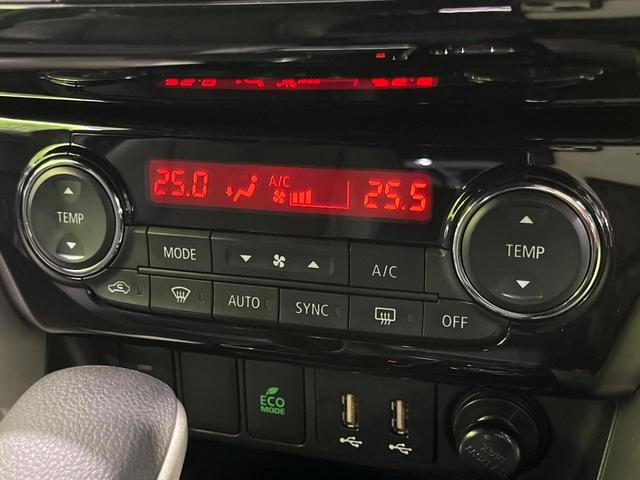 25.0 A/C 25.5
TEMP
TEMP
MODE
A/C
AUTO
SYNC
OFF
ECO
MODE